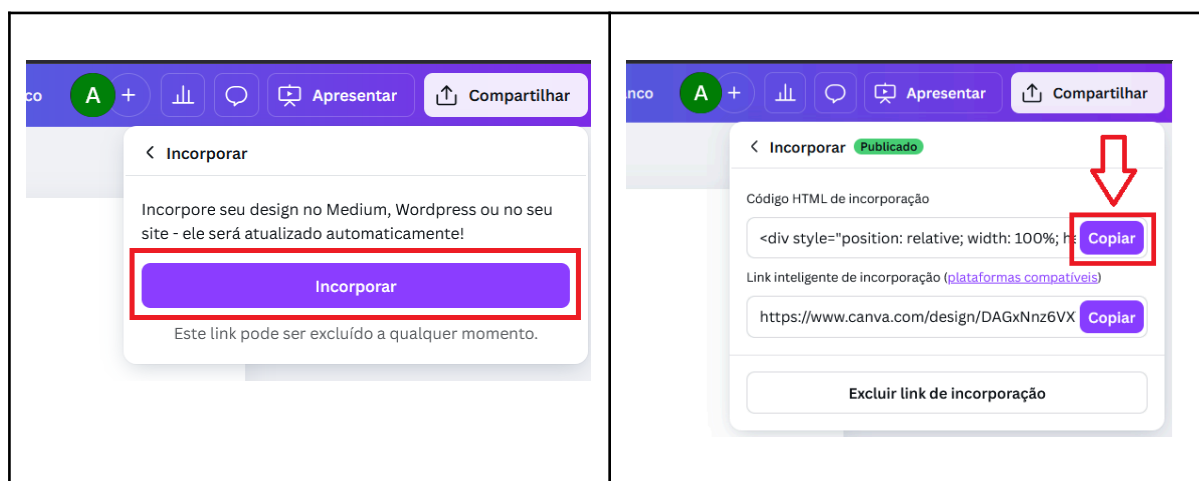 co A + Apresentar Compartilhar
Incorporar
Incorpore seu design no Medium, Wordpress ou no seu
site - ele será atualizado automaticamente!
Incorporar
Este link pode ser excluído a qualquer momento.
nco A + Apresentar Compartilhar
Incorporar Publicado
Código HTML de incorporação
<div style="position: relative; width: 100%; he Copiar
Link inteligente de incorporação (plataformas compatíveis)
https://www.canva.com/design/DAGxNnz6VX Copiar
Excluir link de incorporação